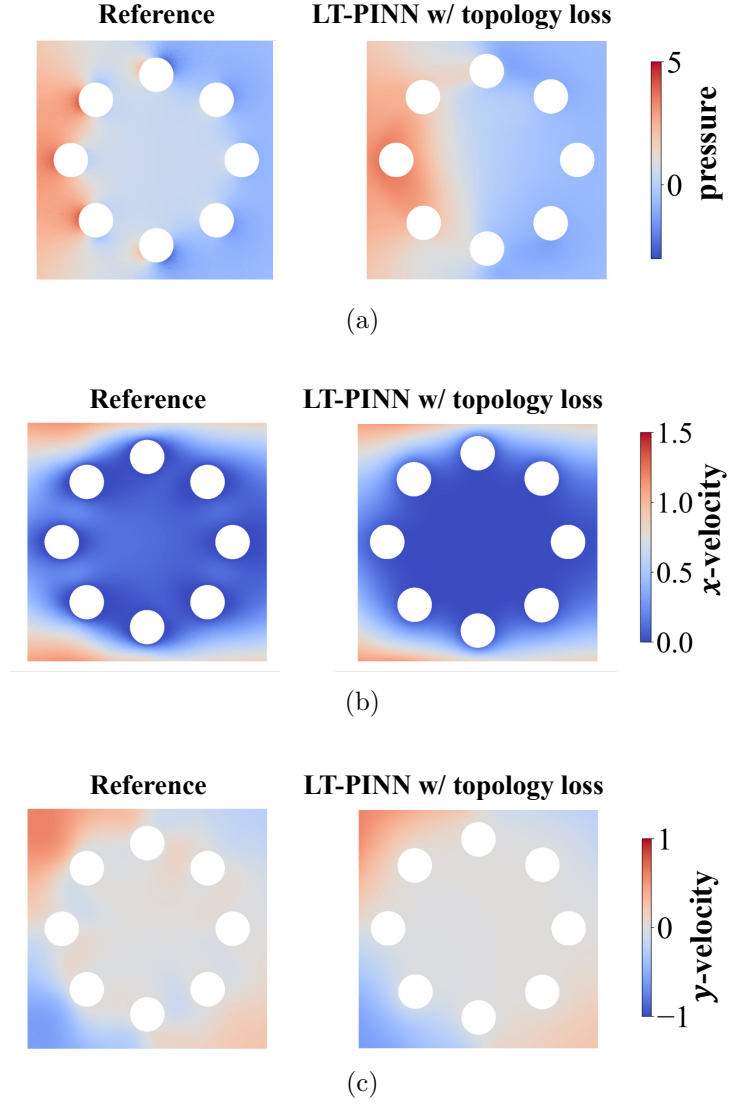 Reference LT-PINN w/ topology loss
5
0
pressure
(a)
Reference LT-PINN w/ topology loss
1.5
1.0
0.5
0.0
x-velocity
(b)
Reference LT-PINN w/ topology loss
1
0
−1
y-velocity
(c)